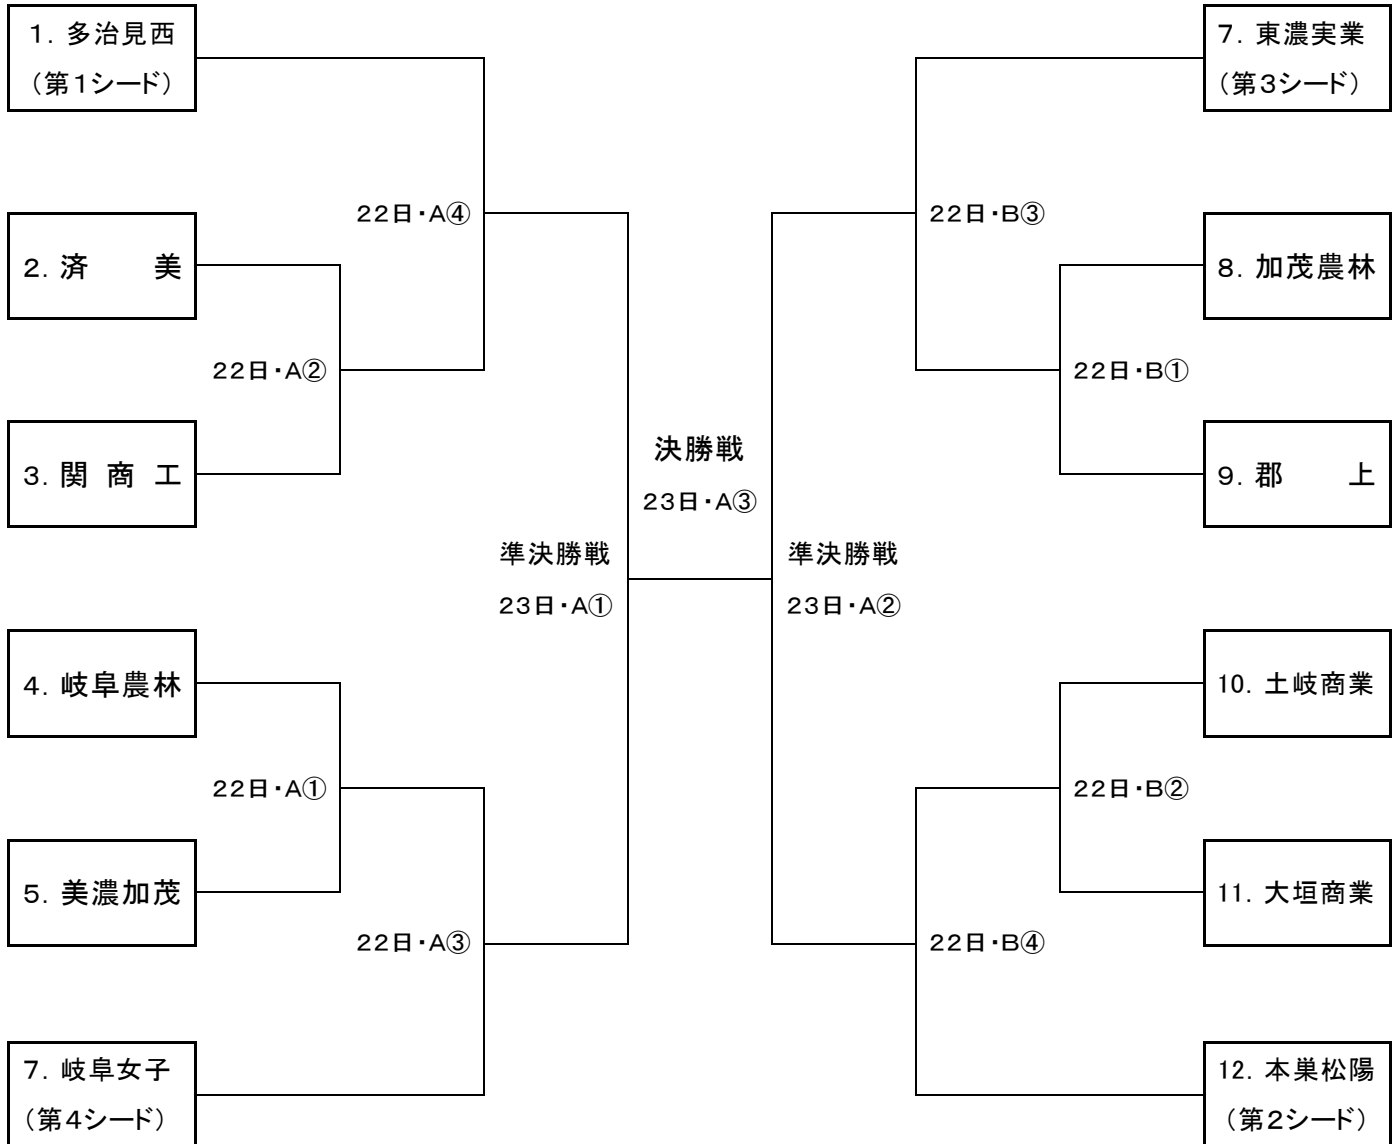 1. 多治見西
（第1シード）
2. 済　　美
3. 関 商 工
4. 岐阜農林
5. 美濃加茂
7. 岐阜女子
（第4シード）
22日・A④
22日・A②
22日・A①
22日・A③
準決勝戦
23日・A①
決勝戦
23日・A③
準決勝戦
23日・A②
22日・B③
22日・B①
22日・B②
22日・B④
7. 東濃実業
（第3シード）
8. 加茂農林
9. 郡　　上
10. 土岐商業
11. 大垣商業
12. 本巣松陽
（第2シード）